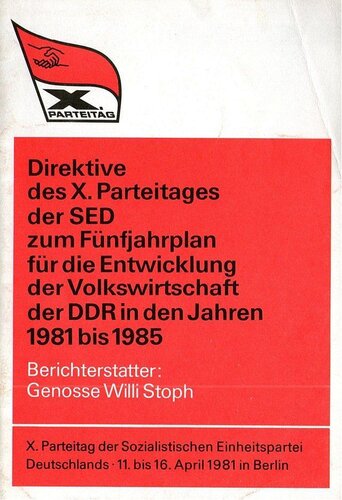 X.
PARTEITAG
Direktive
des X. Parteitages
der SED
zum Fünfjahrplan
für die Entwicklung
der Volkswirtschaft
der DDR in den Jahren
1981 bis 1985
Berichterstatter:
Genosse Willi Stoph
X. Parteitag der Sozialistischen Einheitspartei
Deutschlands · 11. bis 16. April 1981 in Berlin